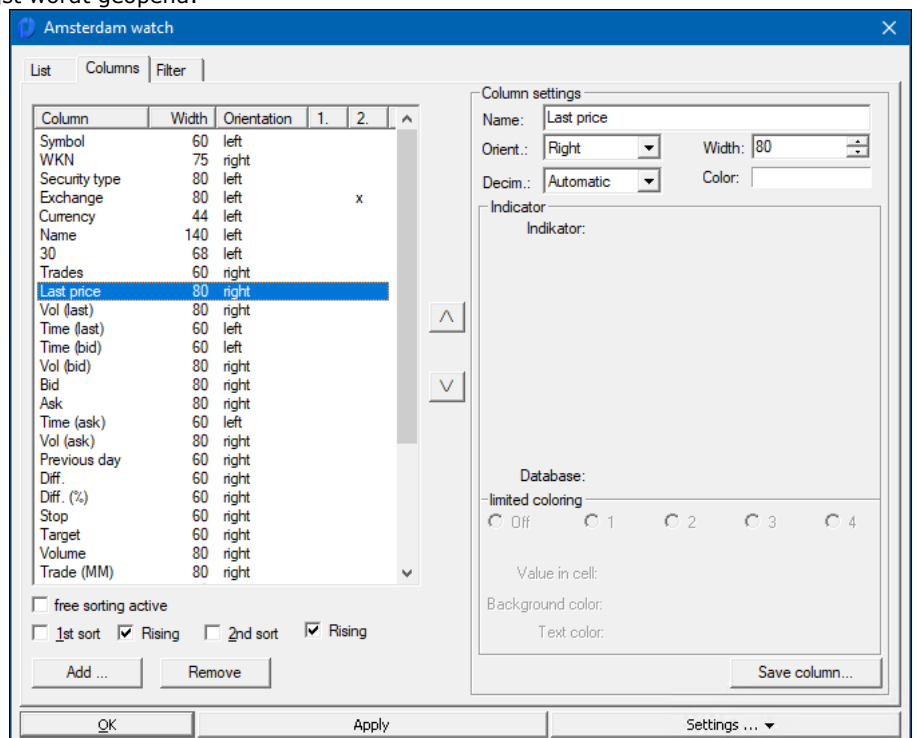 st wordt geopend.
Amsterdam watch
List Columns Filter
Column Width Orientation 1. 2.
Symbol 60 left
WKN 75 right
Security type 80 left
Exchange 80 left x
Currency 44 left
Name 140 left
30 68 left
Trades 60 right
Last price 80 right
Vol (last) 80 right
Time (last) 60 left
Time (bid) 60 left
Vol (bid) 80 right
Bid 80 right
Ask 80 right
Time (ask) 60 left
Vol (ask) 80 right
Previous day 60 right
Diff. 60 right
Diff. (%) 60 right
Stop 60 right
Target 60 right
Volume 80 right
Trade (MM) 80 right
free sorting active
1st sort Rising 2nd sort Rising
Add ... Remove
Column settings
Name: Last price
Orient.: Right Width: 80
Decim.: Automatic Color:
Indicator
Indikator:
Database:
limited coloring
Off 1 2 3 4
Value in cell:
Background color:
Text color:
Save column...
OK Apply Settings ...